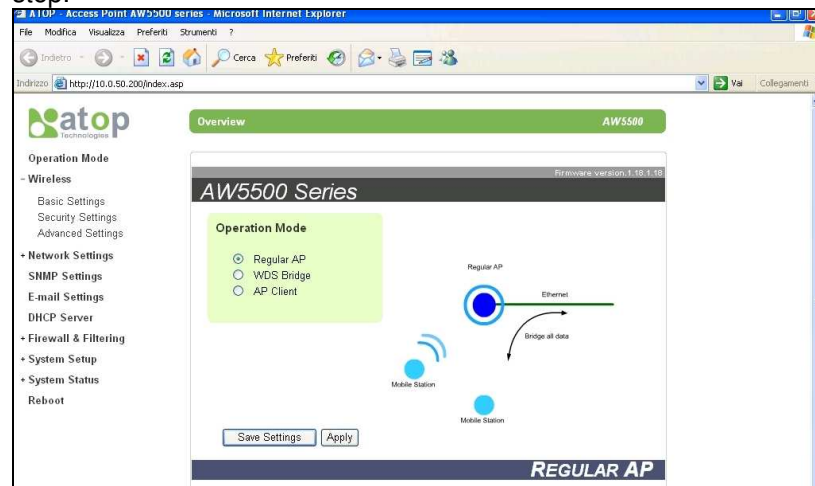 stop.
ATOP - Access Point AW5500 series - Microsoft Internet Explorer
File Modifica Visualizza Preferiti Strumenti ?
Indietro Cerca Preferiti
Indirizzo http://10.0.50.200/index.asp Vai Collegamenti
atop
Technologies
Overview AW5500
Operation Mode
- Wireless
Basic Settings
Security Settings
Advanced Settings
+ Network Settings
SNMP Settings
E-mail Settings
DHCP Server
+ Firewall & Filtering
+ System Setup
+ System Status
Reboot
Firmware version.1.18.1.18
AW5500 Series
Operation Mode
Regular AP
WDS Bridge
AP Client
Regular AP
Ethernet
Bridge all data
Mobile Station
Mobile Station
Save Settings Apply
REGULAR AP